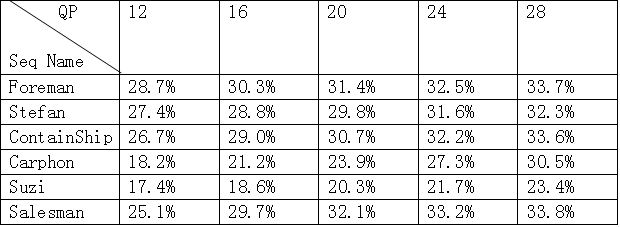 QP 12 16 20 24 28
Seq Name
Foreman 28.7% 30.3% 31.4% 32.5% 33.7%
Stefan 27.4% 28.8% 29.8% 31.6% 32.3%
ContainShip 26.7% 29.0% 30.7% 32.2% 33.6%
Carphon 18.2% 21.2% 23.9% 27.3% 30.5%
Suzi 17.4% 18.6% 20.3% 21.7% 23.4%
Salesman 25.1% 29.7% 32.1% 33.2% 33.8%